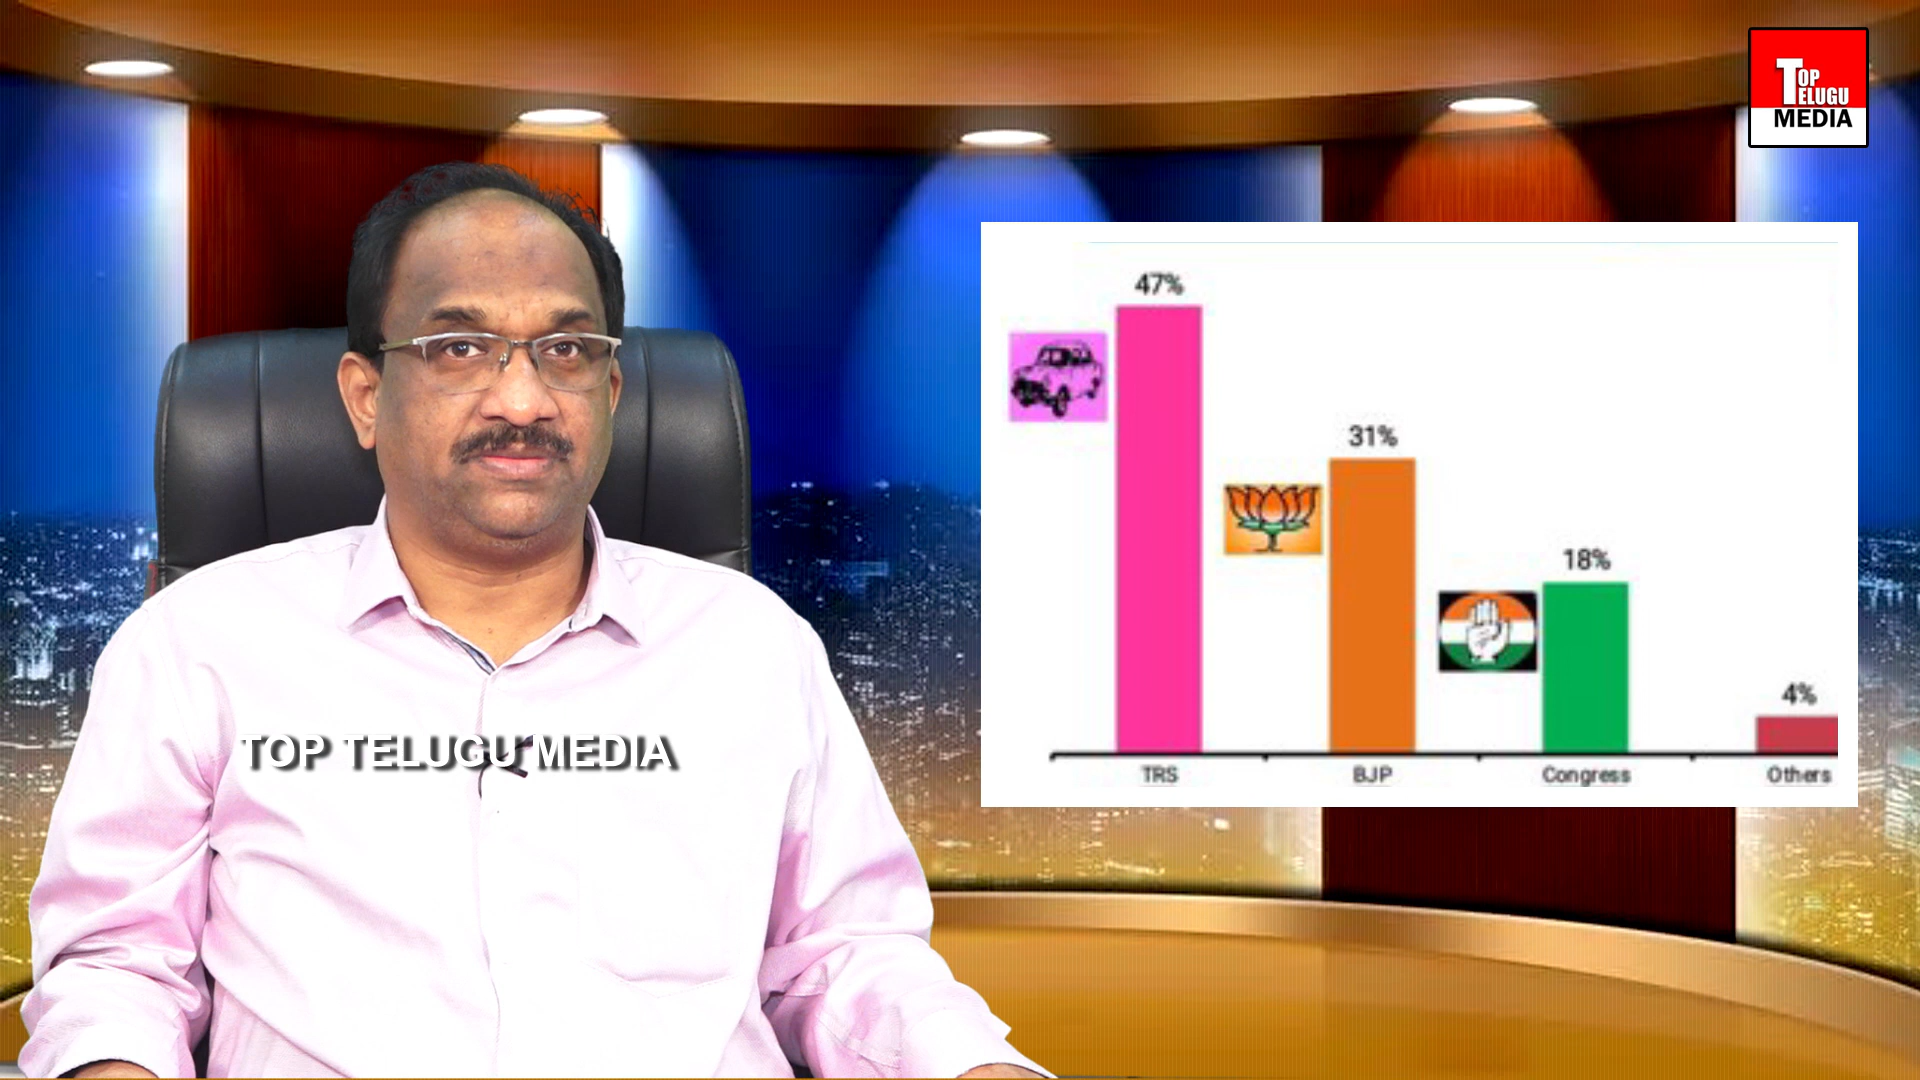 TOP
TELUGU
MEDIA
47%
31%
18%
4%
TRS
BJP
Congress
Others
TOP TELUGU MEDIA